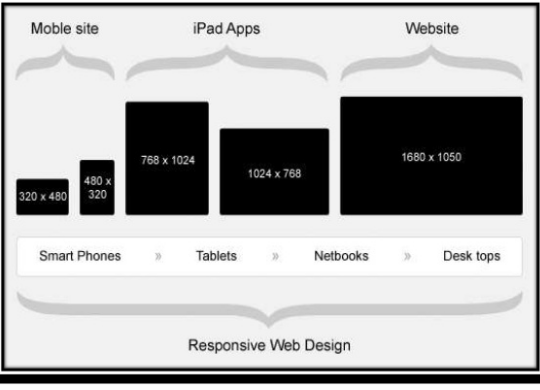 Moble site
iPad Apps
Website
320 x 480
480 x
320
768 x 1024
1024 x 768
1680 x 1050
Smart Phones » Tablets » Netbooks » Desk tops
Responsive Web Design